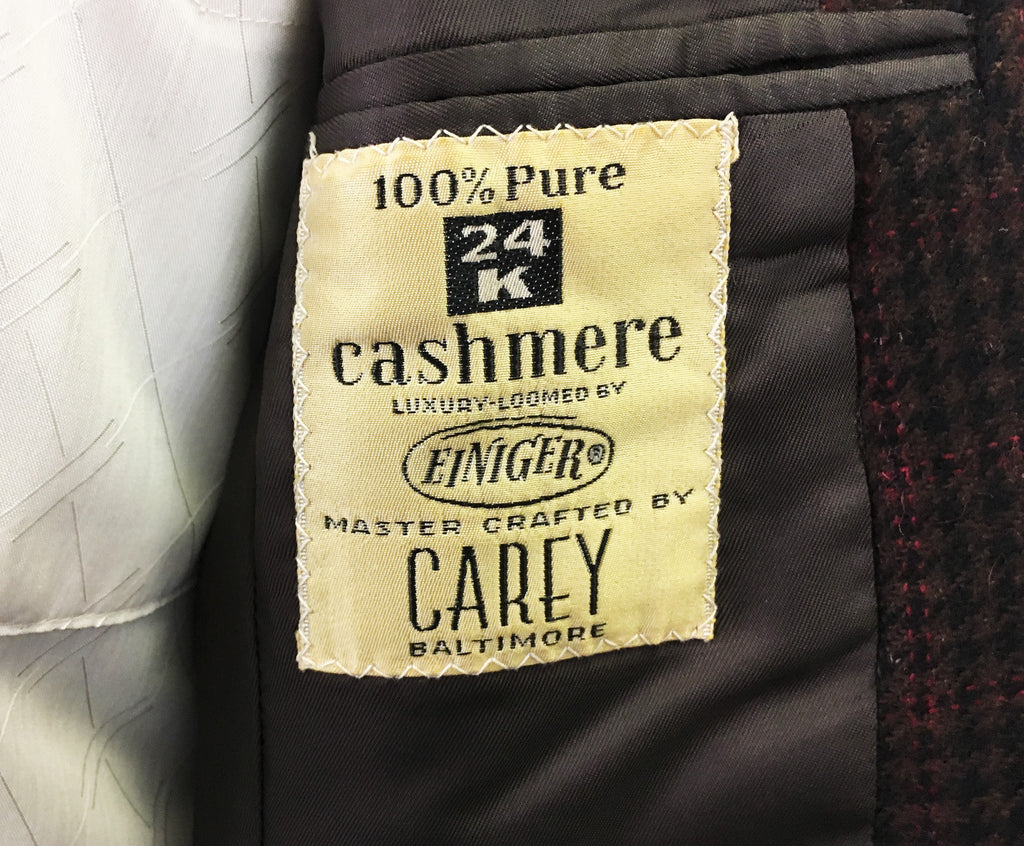 100% Pure
24
K
cashmere
LUXURY-LOOMED BY
EINIGER®
MASTER CRAFTED BY
CAREY
BALTIMORE